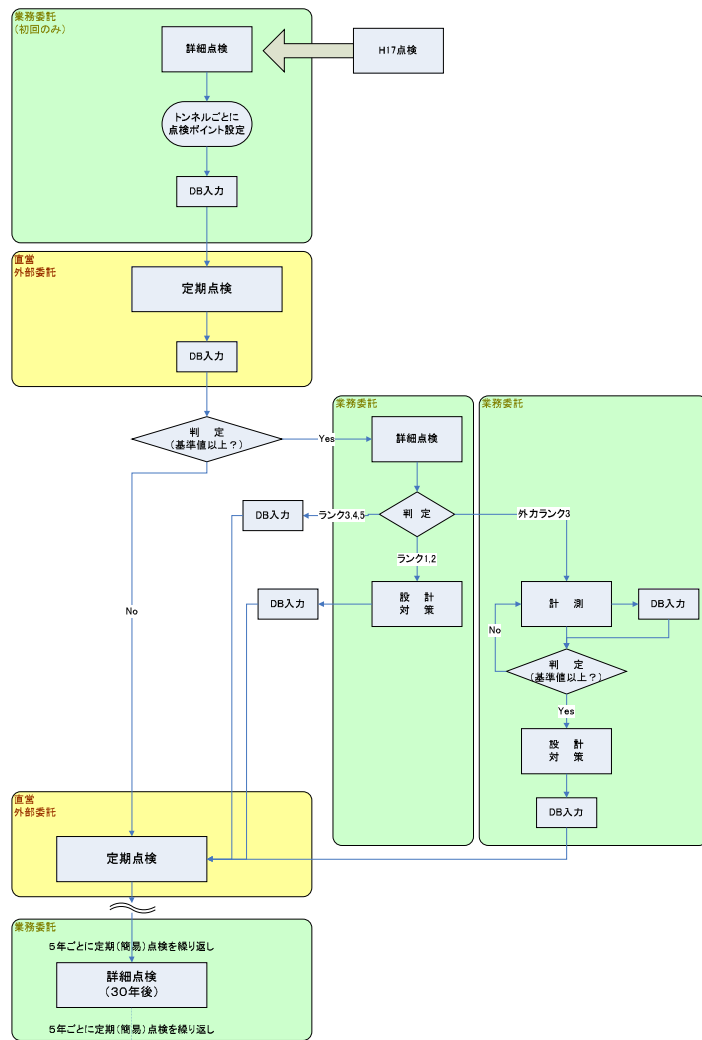 業務委託
(初回のみ)
詳細点検
H17点検
トンネルごとに
点検ポイント設定
DB入力
直営
外部委託
定期点検
DB入力
判　定
(基準値以上？)
Yes
No
業務委託
詳細点検
判　定
ランク3,4,5
DB入力
ランク1,2
設　計
対　策
DB入力
業務委託
外力ランク3
計　測
DB入力
No
判　定
(基準値以上？)
Yes
設　計
対　策
DB入力
直営
外部委託
定期点検
業務委託
5年ごとに定期(簡易)点検を繰り返し
詳細点検
(30年後)
5年ごとに定期(簡易)点検を繰り返し